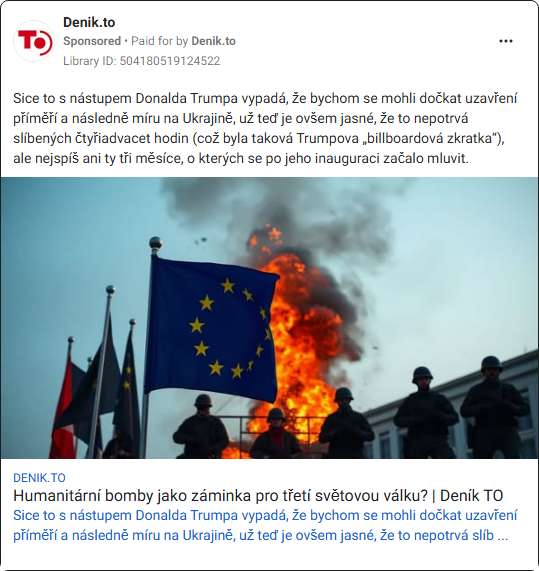 Denik.to
Sponsored • Paid for by Denik.to
TO
Library ID: 504180519124522
Sice to s nástupem Donalda Trumpa vypadá, že bychom se mohli dočkat uzavření
příměří a následně míru na Ukrajině, už teď je ovšem jasné, že to nepotrvá
slíbených čtyřiadvacet hodin (což byla taková Trumpova „billboardová zkratka“),
ale nejspíš ani ty tři měsíce, o kterých se po jeho inauguraci začalo mluvit.
DENIK.TO
Humanitární bomby jako záminka pro třetí světovou válku? | Deník TO
Sice to s nástupem Donalda Trumpa vypadá, že bychom se mohli dočkat uzavření
příměří a následně míru na Ukrajině, už teď je ovšem jasné, že to nepotrvá slíb ...